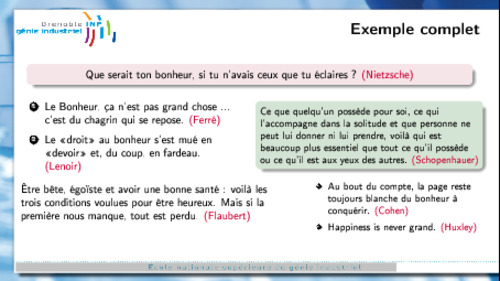 Grenoble INP
génie industriel
Exemple complet
Que serait ton bonheur, si tu n'avais ceux que tu éclaires ? (Nietzsche)
Le Bonheur, ça n'est pas grand chose ...
c'est du chagrin qui se repose. (Ferré)
Le «droit» au bonheur s'est mué en
«devoir» et, du coup, en fardeau.
(Lenoir)
Être bête, égoïste et avoir une bonne santé : voilà les
trois conditions voulues pour être heureux. Mais si la
première nous manque, tout est perdu. (Flaubert)
Ce que quelqu'un possède pour soi, ce qui
l'accompagne dans la solitude et que personne ne
peut lui donner ni lui prendre, voilà qui est
beaucoup plus essentiel que tout ce qu'il possède
ou ce qu'il est aux yeux des autres. (Schopenhauer)
Au bout du compte, la page reste
toujours blanche du bonheur à
conquérir. (Cohen)
Happiness is never grand. (Huxley)
École nationale supérieure du génie industriel